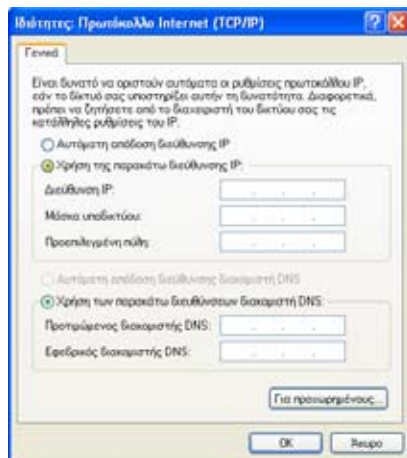 Ιδιότητες: Πρωτόκολλο Internet (TCP/IP)
Γενικά
Είναι δυνατό να οριστούν αυτόματα οι ρυθμίσεις πρωτοκόλλου IP,
εάν το δίκτυό σας υποστηρίζει αυτήν τη δυνατότητα. Διαφορετικά,
πρέπει να ζητήσετε από το διαχειριστή του δικτύου σας τις
κατάλληλες ρυθμίσεις του IP.
Αυτόματη απόδοση διεύθυνσης IP
Χρήση της παρακάτω διεύθυνσης IP:
Διεύθυνση IP:
Μάσκα υποδικτύου:
Προεπιλεγμένη πύλη:
Αυτόματη απόδοση διεύθυνσης διακομιστή DNS
Χρήση των παρακάτω διευθύνσεων διακομιστή DNS:
Προτιμώμενος διακομιστής DNS:
Εφεδρικός διακομιστής DNS:
Για προχωρημένους...
OK
Άκυρο